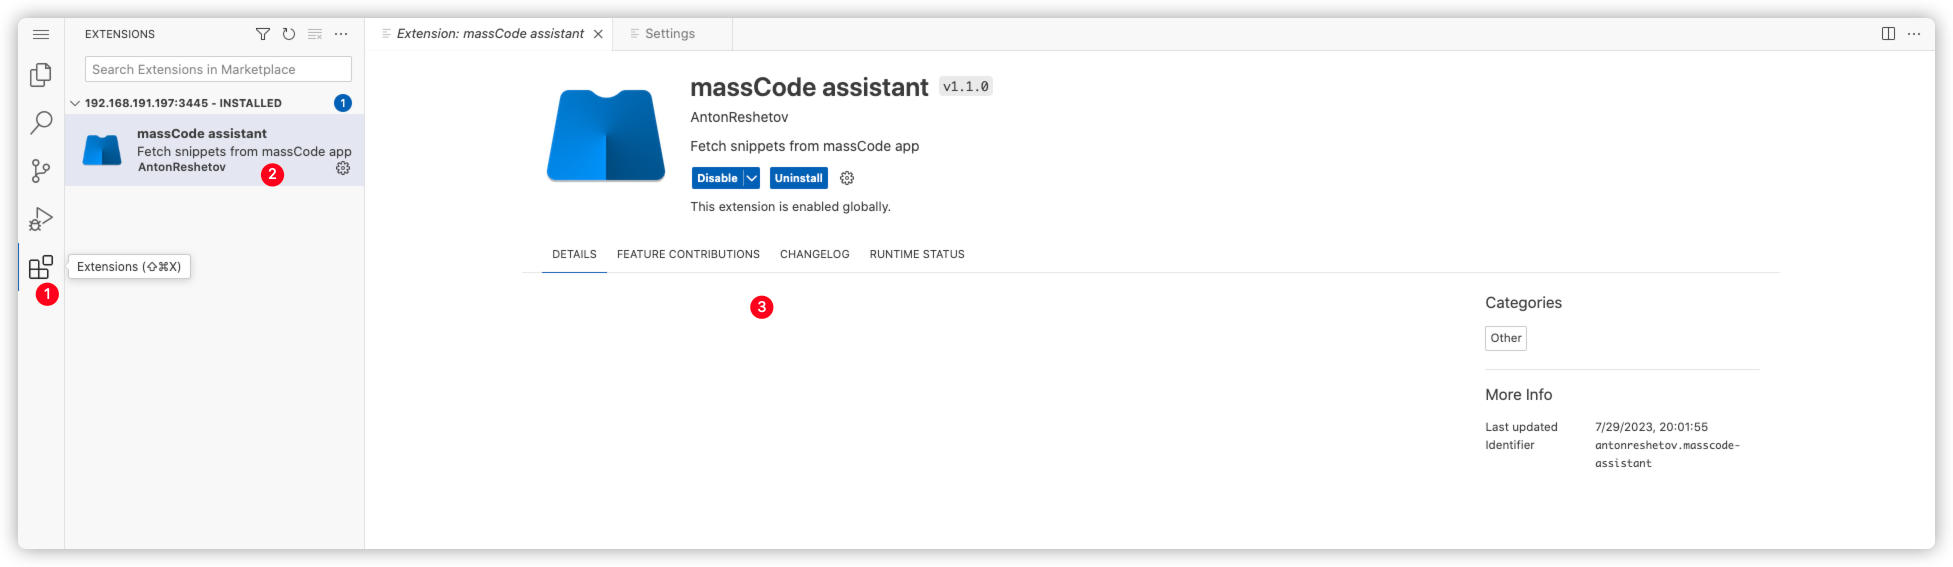 EXTENSIONS
Search Extensions in Marketplace
192.168.191.197:3445 - INSTALLED
1
massCode assistant
Fetch snippets from massCode app
AntonReshetov
2
Extensions (⇧⌘X)
1
Extension: massCode assistant
Settings
massCode assistant v1.1.0
AntonReshetov
Fetch snippets from massCode app
Disable
Uninstall
This extension is enabled globally.
DETAILS FEATURE CONTRIBUTIONS CHANGELOG RUNTIME STATUS
3
Categories
Other
More Info
Last updated 7/29/2023, 20:01:55
Identifier antonreshetov.masscode-
assistant